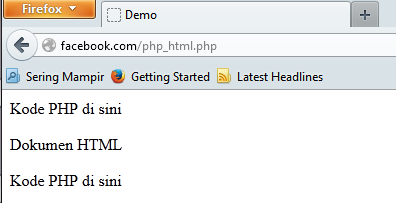 Firefox
Demo
facebook.com/php_html.php
Sering Mampir Getting Started Latest Headlines
Kode PHP di sini
Dokumen HTML
Kode PHP di sini